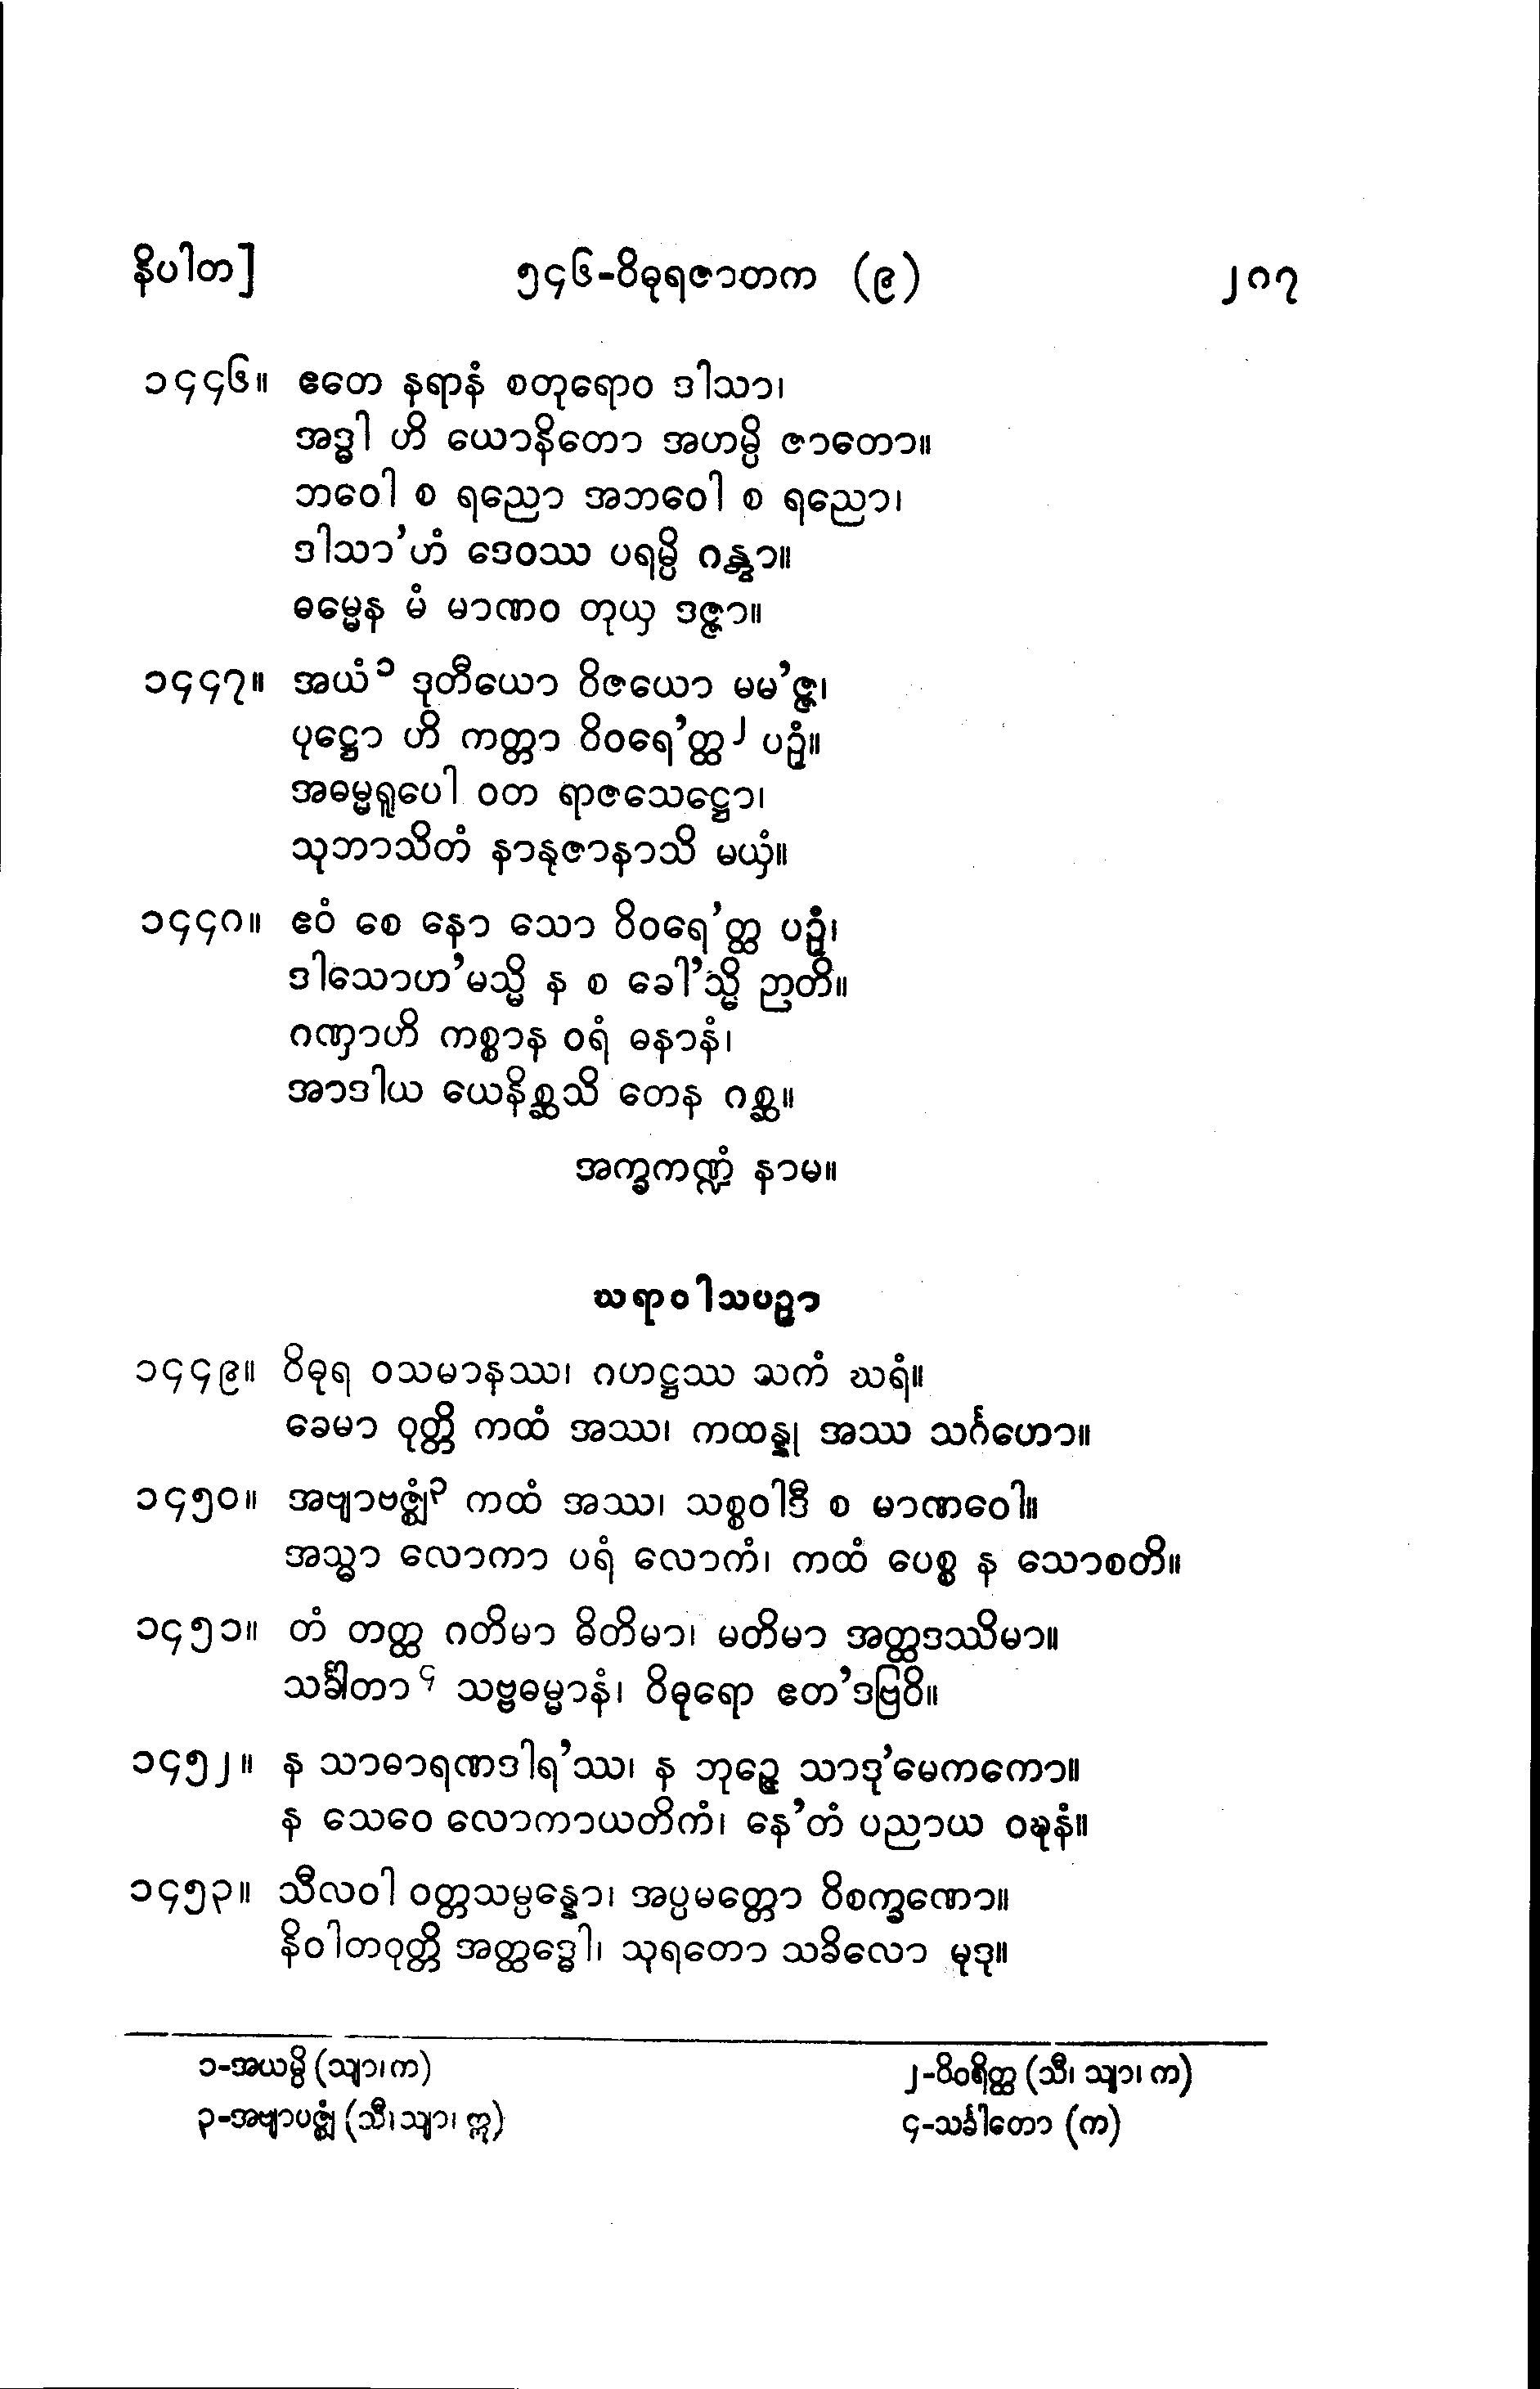 နိပါတ]
၅၄၆-ဝိဓုရဇာတက (၉)
၂၈၇
၁၄၄၆။ ဧတေ နရာနံ စတုရောဝ ဒါသာ၊
အဒ္ဓါ ဟိ ယောနိတော အဟမ္ပိ ဇာတော။
ဘဝေါ စ ရညော အဘဝေါ စ ရညော၊
ဒါသာ’ဟံ ဒေဝဿ ပရမ္ပိ ဂန္တွာ။
ဓမ္မေန မံ မာဏဝ တုယှ ဒဇ္ဇာ။
၁၄၄၇။ အယံ၁ ဒုတီယော ဝိဇယော မမ’ဇ္ဇ၊
ပုဋ္ဌော ဟိ ကတ္တာ ဝိဝရေ’တ္ထ၂ ပဉှံ။
အဓမ္မရူပေါ ဝတ ရာဇသေဋ္ဌော၊
သုဘာသိတံ နာနုဇာနာသိ မယှံ။
၁၄၄၈။ ဧဝံ စေ နော သော ဝိဝရေ’တ္ထ ပဉှံ၊
ဒါသောဟ’မသ္မိ န စ ခေါ’သ္မိ ဉာတိ။
ဂဏှာဟိ ကစ္စာန ဝရံ ဓနာနံ၊
အာဒါယ ယေနိစ္ဆသိ တေန ဂစ္ဆ။
အက္ခကဏ္ဍံ နာမ။
ဃရာဝါသပဉှာ
၁၄၄၉။ ဝိဓုရ ဝသမာနဿ၊ ဂဟဋ္ဌဿ သကံ ဃရံ။
ခေမာ ဝုတ္တိ ကထံ အဿ၊ ကထန္နု အဿ သင်္ဂဟော။
၁၄၅၀။ အဗျာဗဇ္ဈံ၃ ကထံ အဿ၊ သစ္စဝါဒီ စ မာဏဝေါ။
အသ္မာ လောကာ ပရံ လောကံ၊ ကထံ ပေစ္စ န သောစတိ။
၁၄၅၁။ တံ တတ္ထ ဂတိမာ ဓိတိမာ၊ မတိမာ အတ္ထဒဿိမာ။
သင်္ခါတာ၄ သဗ္ဗဓမ္မာနံ၊ ဝိဓုရော ဧတ’ဒဗြဝိ။
၁၄၅၂။ န သာဓာရဏဒါရ’ဿ၊ န ဘုဉ္ဇေ သာဒု’မေကကော။
န သေဝေ လောကာယတိကံ၊ နေ’တံ ပညာယ ဝဍ္ဎနံ။
၁၄၅၃။ သီလဝါ ဝတ္တသမ္ပန္နော၊ အပ္ပမတ္တော ဝိစက္ခဏော။
နိဝါတဝုတ္တိ အတ္ထဒ္ဓေါ၊ သုရတော သခိလော မုဒု။
၁-အယမ္ပိ (သျာ၊က)
၂-ဝိဝရိတ္ထ (သီ၊ သျာ၊ က)
၃-အဗျာပဇ္ဈံ (သီ၊သျာ၊ ဣ)
၄-သင်္ခါတော (က)